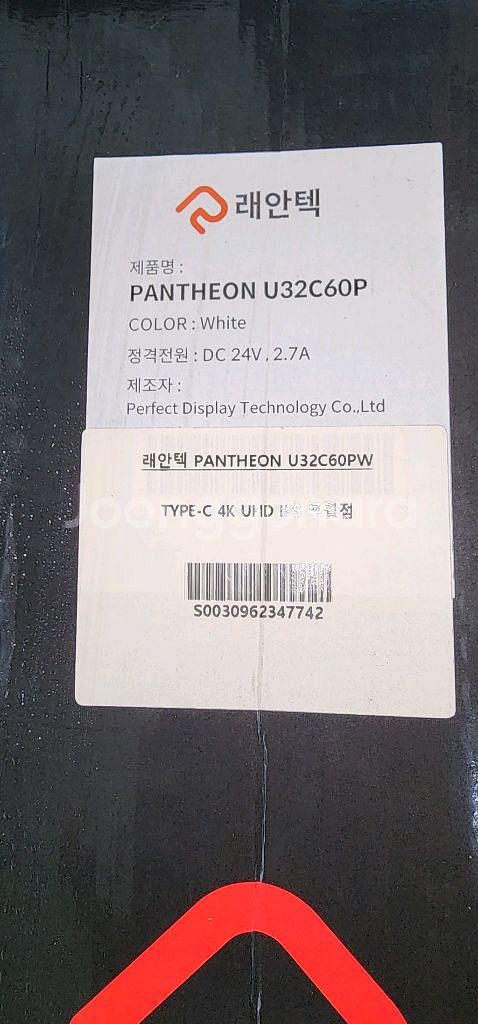 래안텍
제품명 :
PANTHEON U32C60P
COLOR : White
정격전원 : DC 24V , 2.7A
제조자 :
Perfect Display Technology Co.,Ltd
래안텍 PANTHEON U32C60PW
TYPE-C 4K UHD
Joonggonara
S0030962347742